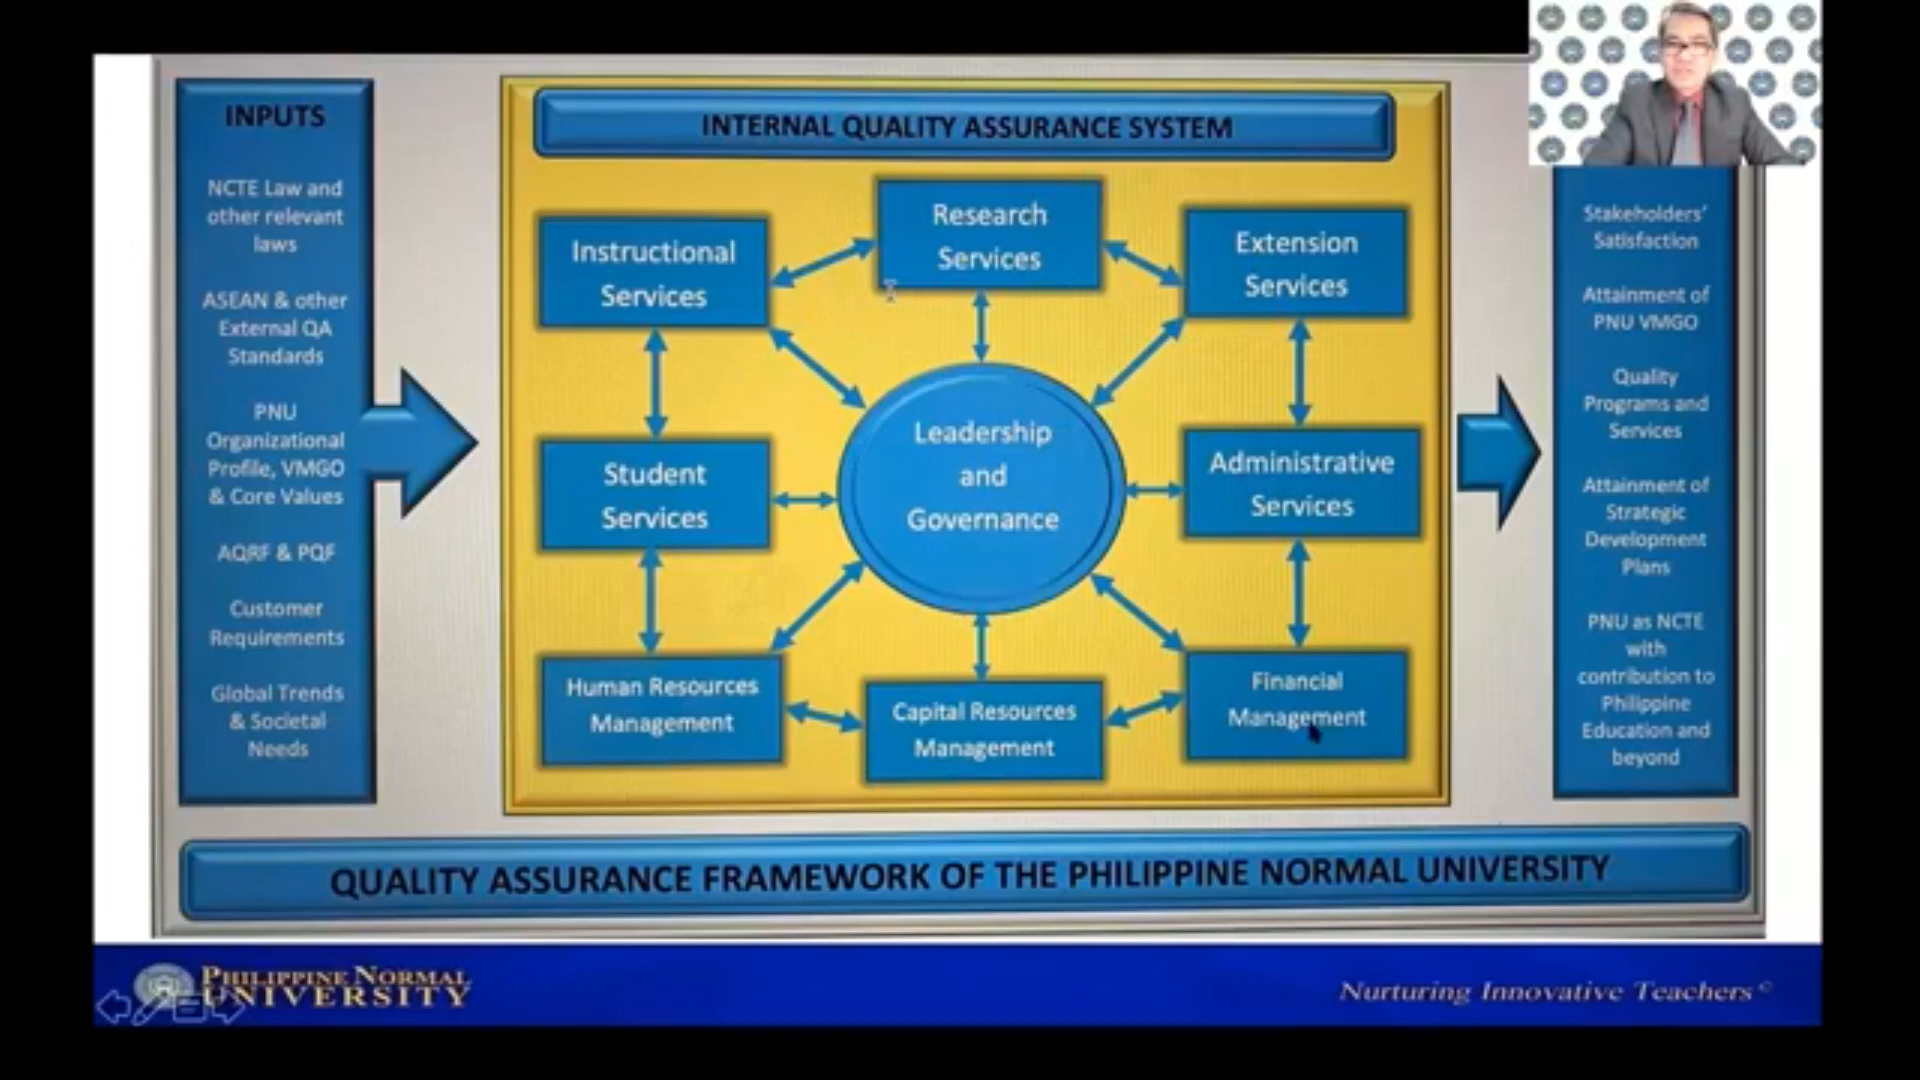 INPUTS
NCTE Law and
other relevant
laws
ASEAN & other
External QA
Standards
PNU
Organizational
Profile, VMGO
& Core Values
AQRF & PQF
Customer
Requirements
Global Trends
& Societal
Needs
INTERNAL QUALITY ASSURANCE SYSTEM
Instructional
Services
Research
Services
Extension
Services
Student
Services
Leadership
and
Governance
Administrative
Services
Human Resources
Management
Capital Resources
Management
Financial
Management
Stakeholders'
Satisfaction
Attainment of
PNU VMGO
Quality
Programs and
Services
Attainment of
Strategic
Development
Plans
PNU as NCTE
with
contribution to
Philippine
Education and
beyond
QUALITY ASSURANCE FRAMEWORK OF THE PHILIPPINE NORMAL UNIVERSITY
PHILIPPINE NORMAL
UNIVERSITY
Nurturing Innovative Teachers ©